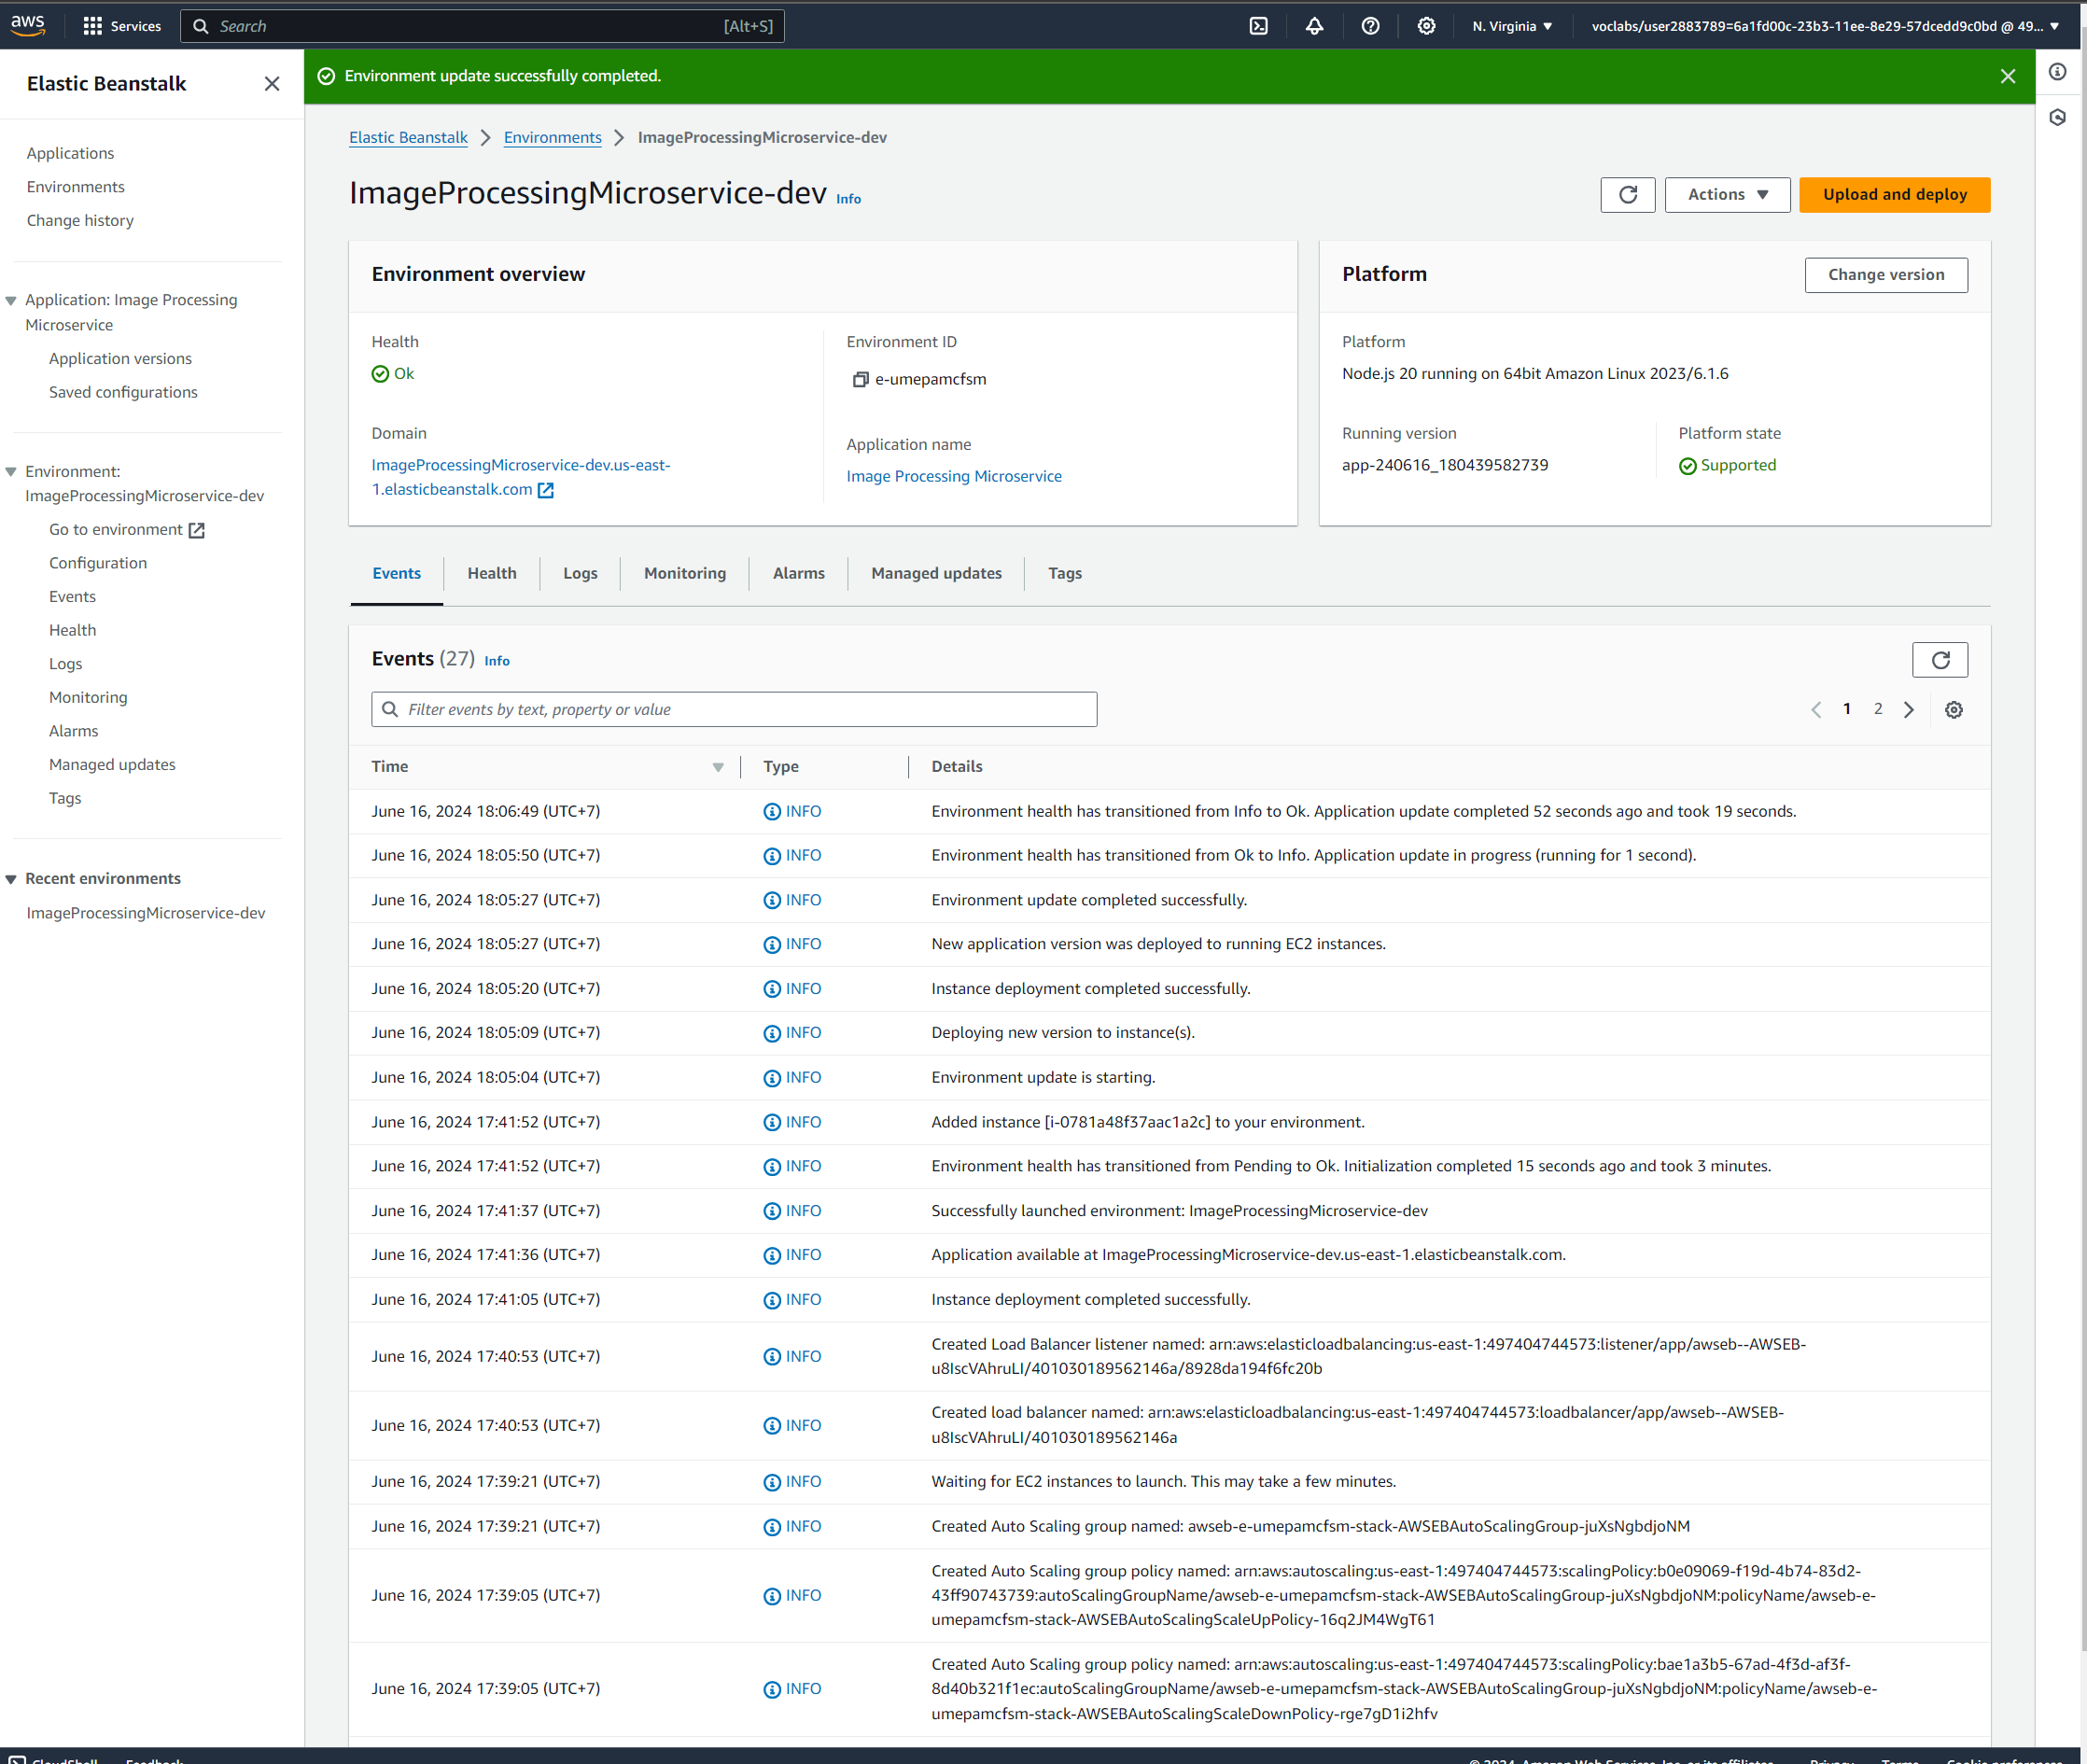 aws
Services
Search
[Alt+S]
N. Virginia
voclabs/user2883789=6a1fd00c-23b3-11ee-8e29-57dcedd9c0bd @ 49...
Elastic Beanstalk
Applications
Environments
Change history
Application: Image Processing
Microservice
Application versions
Saved configurations
Environment:
ImageProcessingMicroservice-dev
Go to environment
Configuration
Events
Health
Logs
Monitoring
Alarms
Managed updates
Tags
Recent environments
ImageProcessingMicroservice-dev
Environment update successfully completed.
Elastic Beanstalk > Environments > ImageProcessingMicroservice-dev
ImageProcessingMicroservice-dev Info
Actions
Upload and deploy
Environment overview
Health
Ok
Domain
ImageProcessingMicroservice-dev.us-east-
1.elasticbeanstalk.com
Environment ID
e-umepamcfsm
Application name
Image Processing Microservice
Platform
Change version
Platform
Node.js 20 running on 64bit Amazon Linux 2023/6.1.6
Running version
app-240616_180439582739
Platform state
Supported
Events Health Logs Monitoring Alarms Managed updates Tags
Events (27) Info
Filter events by text, property or value
1 2
Time Type Details
June 16, 2024 18:06:49 (UTC+7) INFO Environment health has transitioned from Info to Ok. Application update completed 52 seconds ago and took 19 seconds.
June 16, 2024 18:05:50 (UTC+7) INFO Environment health has transitioned from Ok to Info. Application update in progress (running for 1 second).
June 16, 2024 18:05:27 (UTC+7) INFO Environment update completed successfully.
June 16, 2024 18:05:27 (UTC+7) INFO New application version was deployed to running EC2 instances.
June 16, 2024 18:05:20 (UTC+7) INFO Instance deployment completed successfully.
June 16, 2024 18:05:09 (UTC+7) INFO Deploying new version to instance(s).
June 16, 2024 18:05:04 (UTC+7) INFO Environment update is starting.
June 16, 2024 17:41:52 (UTC+7) INFO Added instance [i-0781a48f37aac1a2c] to your environment.
June 16, 2024 17:41:52 (UTC+7) INFO Environment health has transitioned from Pending to Ok. Initialization completed 15 seconds ago and took 3 minutes.
June 16, 2024 17:41:37 (UTC+7) INFO Successfully launched environment: ImageProcessingMicroservice-dev
June 16, 2024 17:41:36 (UTC+7) INFO Application available at ImageProcessingMicroservice-dev.us-east-1.elasticbeanstalk.com.
June 16, 2024 17:41:05 (UTC+7) INFO Instance deployment completed successfully.
June 16, 2024 17:40:53 (UTC+7) INFO Created Load Balancer listener named: arn:aws:elasticloadbalancing:us-east-1:497404744573:listener/app/awseb--AWSEB-
u8IscVAhruLI/401030189562146a/8928da194f6fc20b
June 16, 2024 17:40:53 (UTC+7) INFO Created load balancer named: arn:aws:elasticloadbalancing:us-east-1:497404744573:loadbalancer/app/awseb--AWSEB-
u8IscVAhruLI/401030189562146a
June 16, 2024 17:39:21 (UTC+7) INFO Waiting for EC2 instances to launch. This may take a few minutes.
June 16, 2024 17:39:21 (UTC+7) INFO Created Auto Scaling group named: awseb-e-umepamcfsm-stack-AWSEBAutoScalingGroup-juXsNgbdjoNM
June 16, 2024 17:39:05 (UTC+7) INFO Created Auto Scaling group policy named: arn:aws:autoscaling:us-east-1:497404744573:scalingPolicy:b0e09069-f19d-4b74-83d2-
43ff90743739:autoScalingGroupName/awseb-e-umepamcfsm-stack-AWSEBAutoScalingGroup-juXsNgbdjoNM:policyName/awseb-e-
umepamcfsm-stack-AWSEBAutoScalingScaleUpPolicy-16q2JM4WgT61
June 16, 2024 17:39:05 (UTC+7) INFO Created Auto Scaling group policy named: arn:aws:autoscaling:us-east-1:497404744573:scalingPolicy:bae1a3b5-67ad-4f3d-af3f-
8d40b321f1ec:autoScalingGroupName/awseb-e-umepamcfsm-stack-AWSEBAutoScalingGroup-juXsNgbdjoNM:policyName/awseb-e-
umepamcfsm-stack-AWSEBAutoScalingScaleDownPolicy-rge7gD1i2hfv
CloudShell Feedback © 2024, Amazon Web Services, Inc. or its affiliates. Privacy Terms Cookie preferences